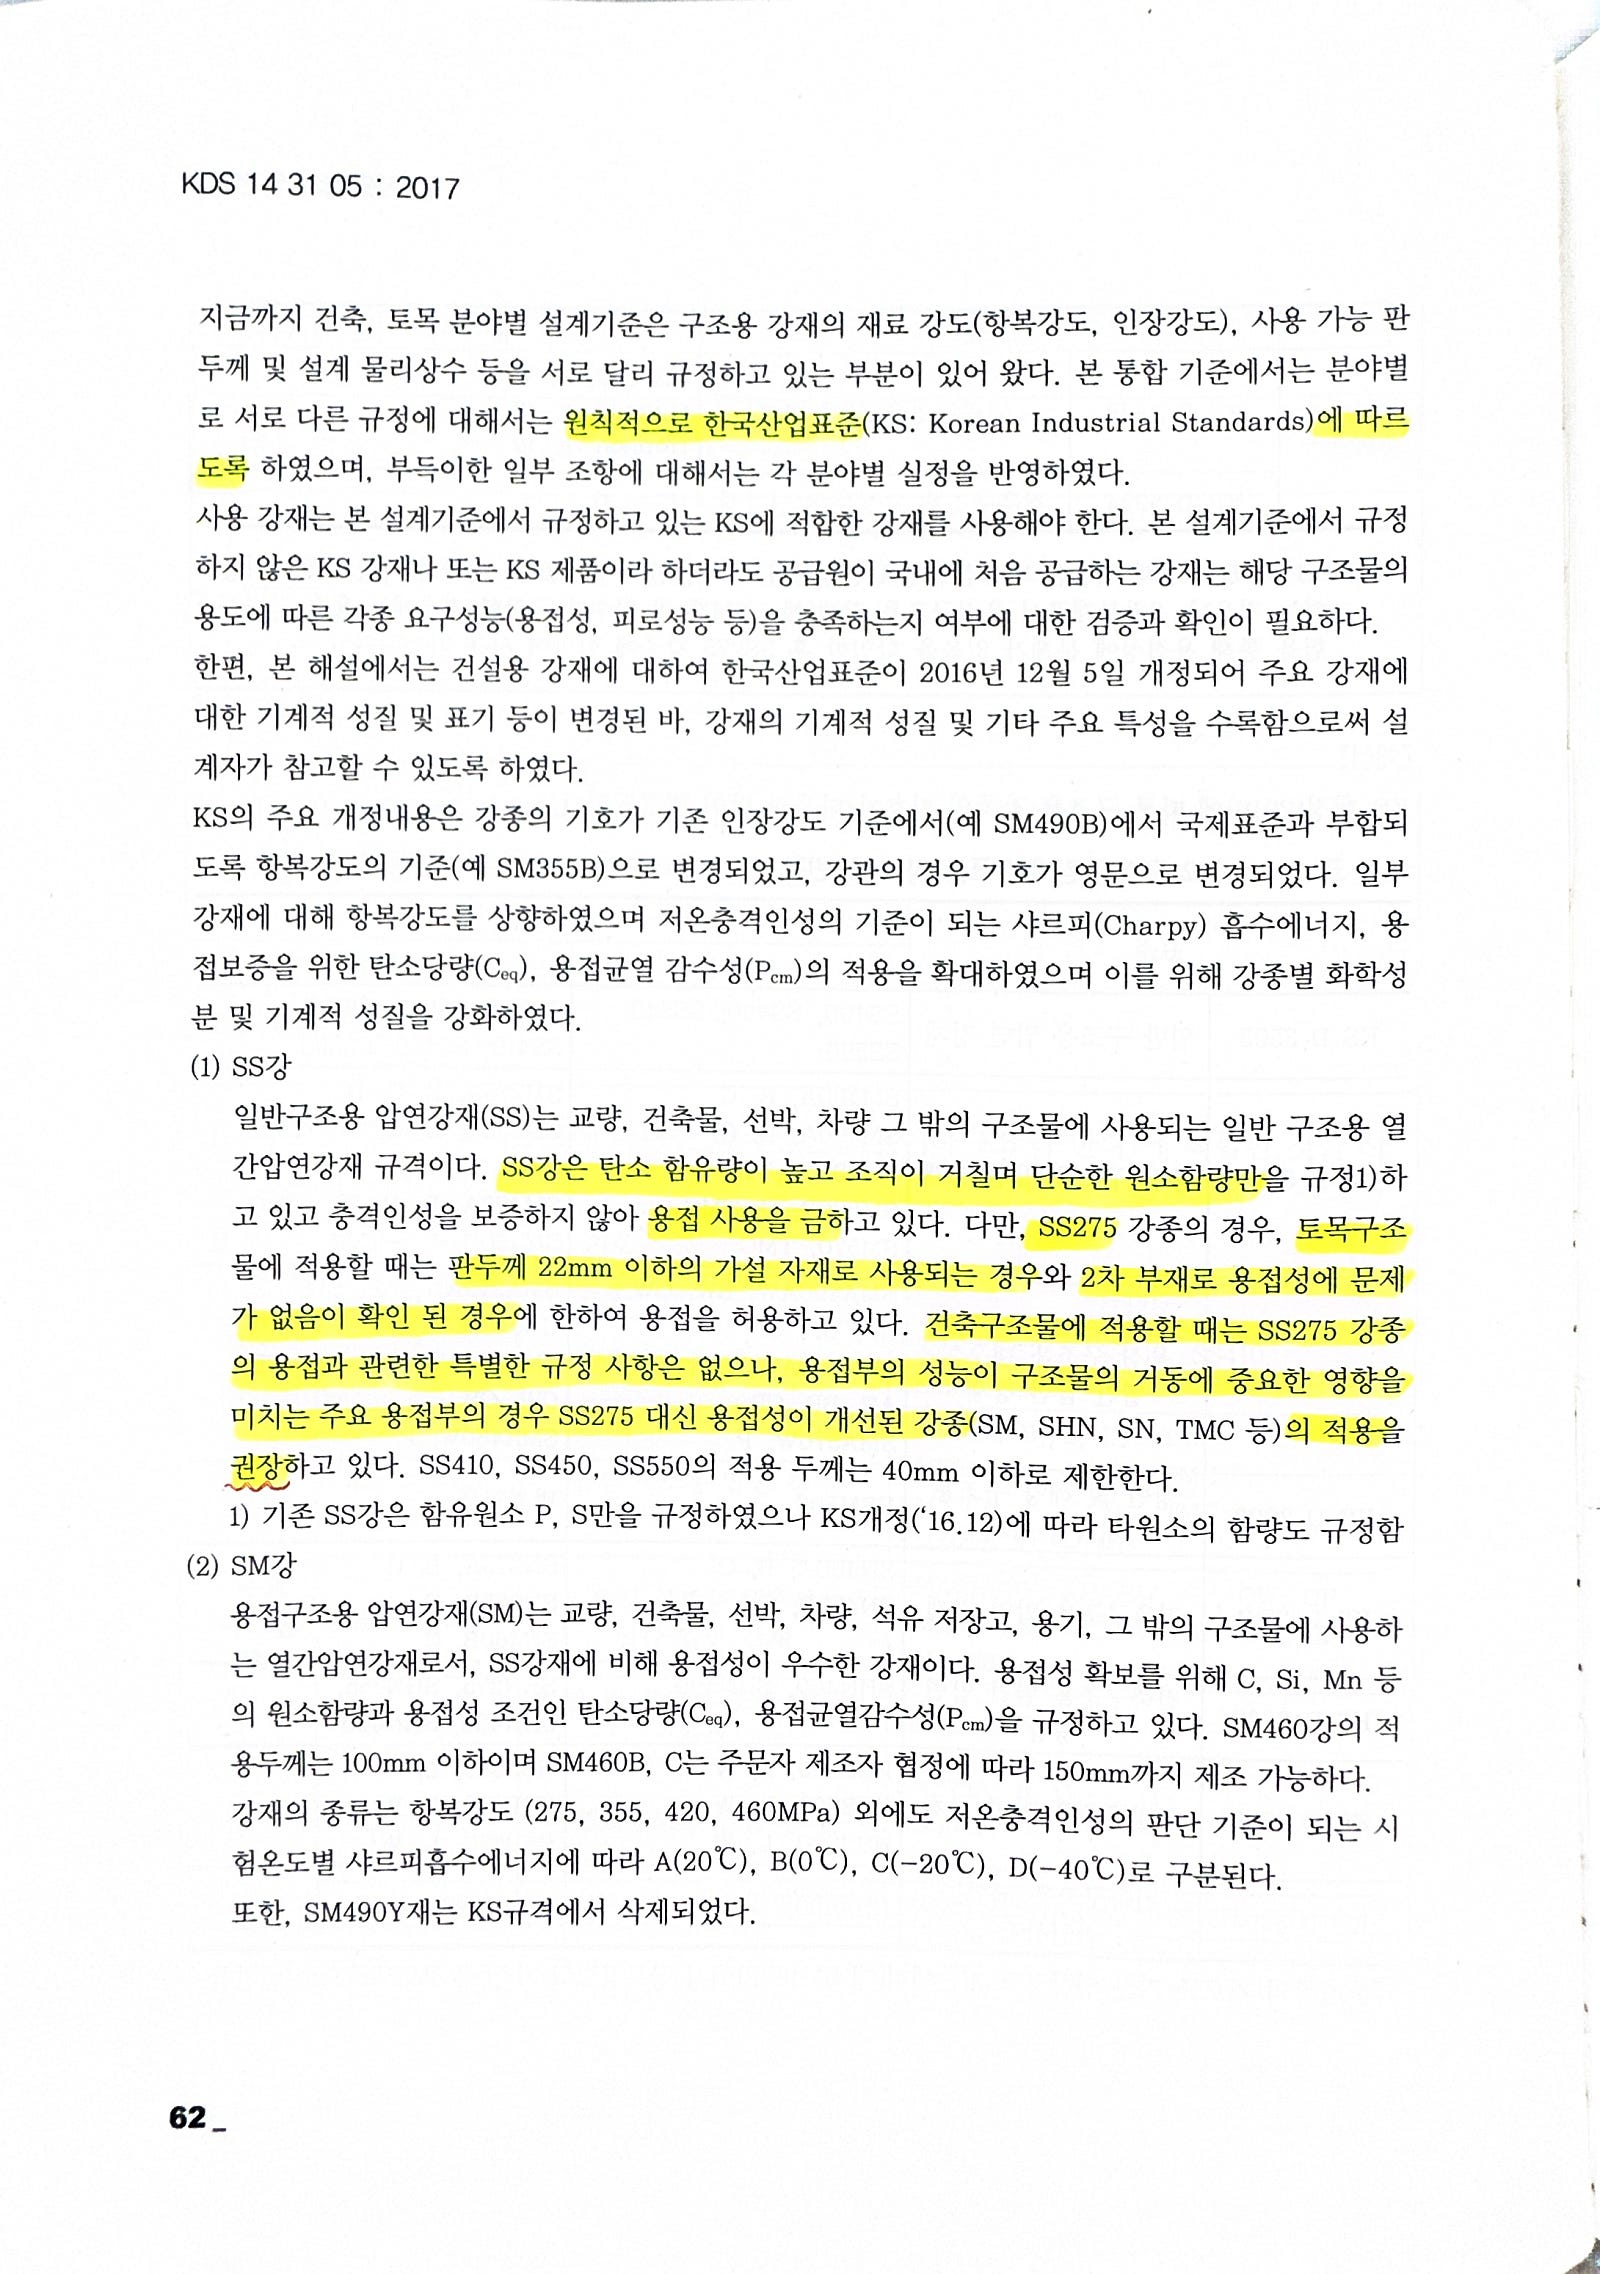 KDS 14 31 05 : 2017
지금까지 건축, 토목 분야별 설계기준은 구조용 강재의 재료 강도(항복강도, 인장강도), 사용 가능 판
두께 및 설계 물리상수 등을 서로 달리 규정하고 있는 부분이 있어 왔다. 본 통합 기준에서는 분야별
로 서로 다른 규정에 대해서는 원칙적으로 한국산업표준(KS: Korean Industrial Standards)에 따르
도록 하였으며, 부득이한 일부 조항에 대해서는 각 분야별 실정을 반영하였다.
사용 강재는 본 설계기준에서 규정하고 있는 KS에 적합한 강재를 사용해야 한다. 본 설계기준에서 규정
하지 않은 KS 강재나 또는 KS 제품이라 하더라도 공급원이 국내에 처음 공급하는 강재는 해당 구조물의
용도에 따른 각종 요구성능(용접성, 피로성능 등)을 충족하는지 여부에 대한 검증과 확인이 필요하다.
한편, 본 해설에서는 건설용 강재에 대하여 한국산업표준이 2016년 12월 5일 개정되어 주요 강재에
대한 기계적 성질 및 표기 등이 변경된 바, 강재의 기계적 성질 및 기타 주요 특성을 수록함으로써 설
계자가 참고할 수 있도록 하였다.
KS의 주요 개정내용은 강종의 기호가 기존 인장강도 기준에서(예 SM490B)에서 국제표준과 부합되
도록 항복강도의 기준(예 SM355B)으로 변경되었고, 강관의 경우 기호가 영문으로 변경되었다. 일부
강재에 대해 항복강도를 상향하였으며 저온충격인성의 기준이 되는 샤르피(Charpy) 흡수에너지, 용
접보증을 위한 탄소당량(Ceq), 용접균열 감수성(Pcm)의 적용을 확대하였으며 이를 위해 강종별 화학성
분 및 기계적 성질을 강화하였다.
(1) SS강
일반구조용 압연강재(SS)는 교량, 건축물, 선박, 차량 그 밖의 구조물에 사용되는 일반 구조용 열
간압연강재 규격이다. SS강은 탄소 함유량이 높고 조직이 거칠며 단순한 원소함량만을 규정1)하
고 있고 충격인성을 보증하지 않아 용접 사용을 금하고 있다. 다만, SS275 강종의 경우, 토목구조
물에 적용할 때는 판두께 22mm 이하의 가설 자재로 사용되는 경우와 2차 부재로 용접성에 문제
가 없음이 확인 된 경우에 한하여 용접을 허용하고 있다. 건축구조물에 적용할 때는 SS275 강종
의 용접과 관련한 특별한 규정 사항은 없으나, 용접부의 성능이 구조물의 거동에 중요한 영향을
미치는 주요 용접부의 경우 SS275 대신 용접성이 개선된 강종(SM, SHN, SN, TMC 등)의 적용을
권장하고 있다. SS410, SS450, SS550의 적용 두께는 40mm 이하로 제한한다.
1) 기존 SS강은 함유원소 P, S만을 규정하였으나 KS개정(‘16.12)에 따라 타원소의 함량도 규정함
(2) SM강
용접구조용 압연강재(SM)는 교량, 건축물, 선박, 차량, 석유 저장고, 용기, 그 밖의 구조물에 사용하
는 열간압연강재로서, SS강재에 비해 용접성이 우수한 강재이다. 용접성 확보를 위해 C, Si, Mn 등
의 원소함량과 용접성 조건인 탄소당량(Ceq), 용접균열감수성(Pcm)을 규정하고 있다. SM460강의 적
용두께는 100mm 이하이며 SM460B, C는 주문자 제조자 협정에 따라 150mm까지 제조 가능하다.
강재의 종류는 항복강도 (275, 355, 420, 460MPa) 외에도 저온충격인성의 판단 기준이 되는 시
험온도별 샤르피흡수에너지에 따라 A(20℃), B(0℃), C(-20℃), D(-40℃)로 구분된다.
또한, SM490Y재는 KS규격에서 삭제되었다.
62_